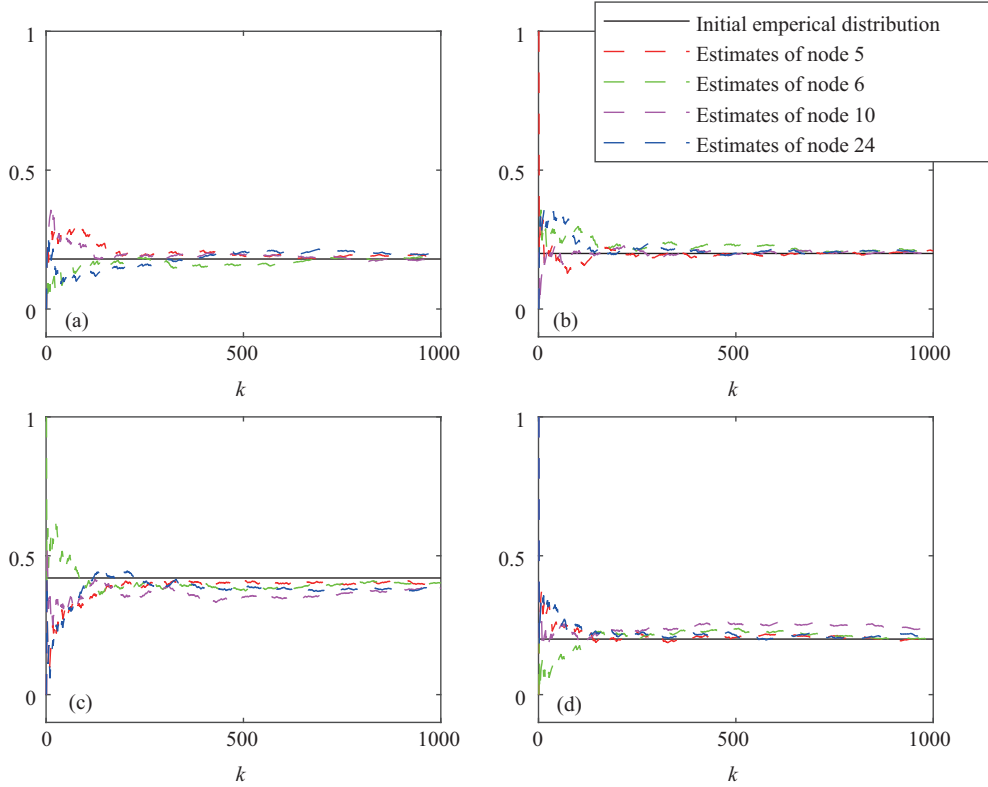 Initial emperical distribution
Estimates of node 5
Estimates of node 6
Estimates of node 10
Estimates of node 24
1
0.5
0
(a)
0 500 1000
k
1
0.5
0
(b)
0 500 1000
k
1
0.5
0
(c)
0 500 1000
k
1
0.5
0
(d)
0 500 1000
k